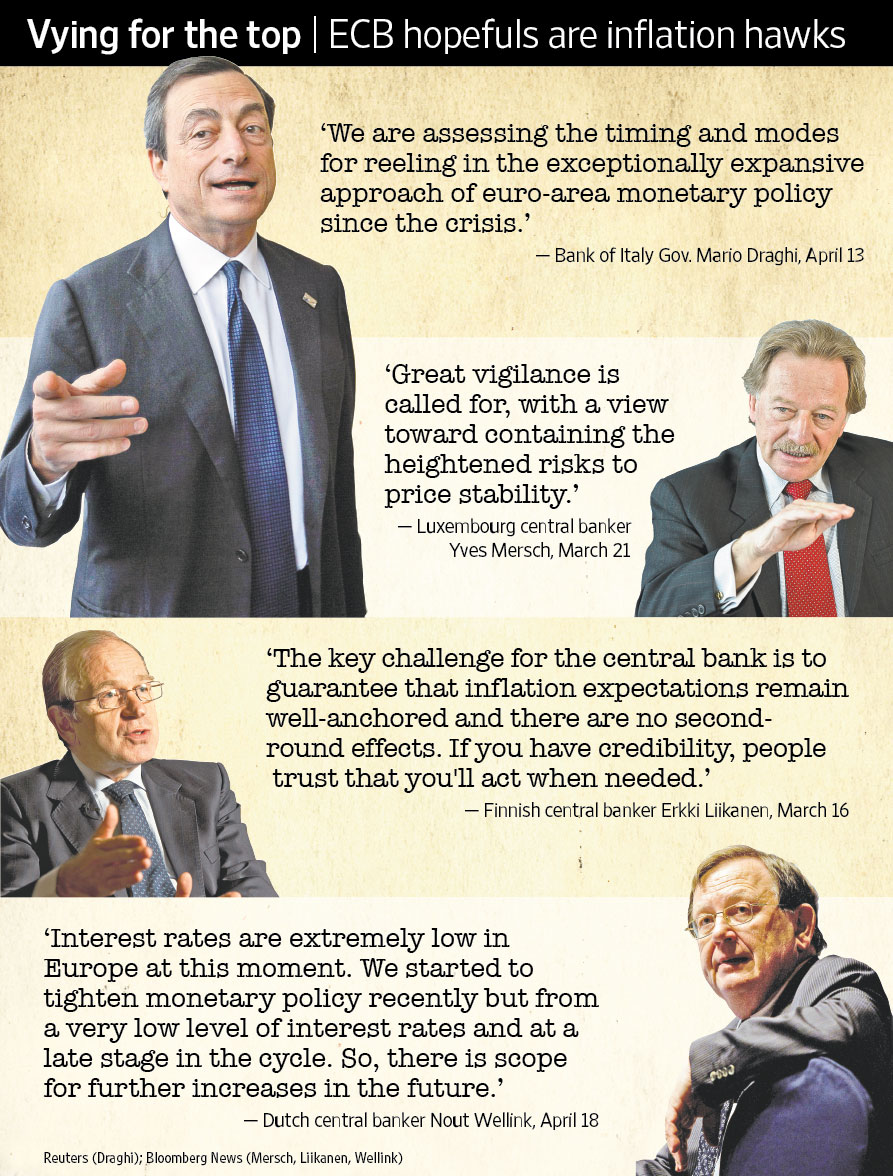 Vying for the top | ECB hopefuls are inflation hawks
‘We are assessing the timing and modes
for reeling in the exceptionally expansive
approach of euro-area monetary policy
since the crisis.’
— Bank of Italy Gov. Mario Draghi, April 13
‘Great vigilance is
called for, with a view
toward containing the
heightened risks to
price stability.’
— Luxembourg central banker
Yves Mersch, March 21
‘The key challenge for the central bank is to
guarantee that inflation expectations remain
well-anchored and there are no second-
round effects. If you have credibility, people
trust that you'll act when needed.’
— Finnish central banker Erkki Liikanen, March 16
‘Interest rates are extremely low in
Europe at this moment. We started to
tighten monetary policy recently but from
a very low level of interest rates and at a
late stage in the cycle. So, there is scope
for further increases in the future.’
— Dutch central banker Nout Wellink, April 18
Reuters (Draghi); Bloomberg News (Mersch, Liikanen, Wellink)